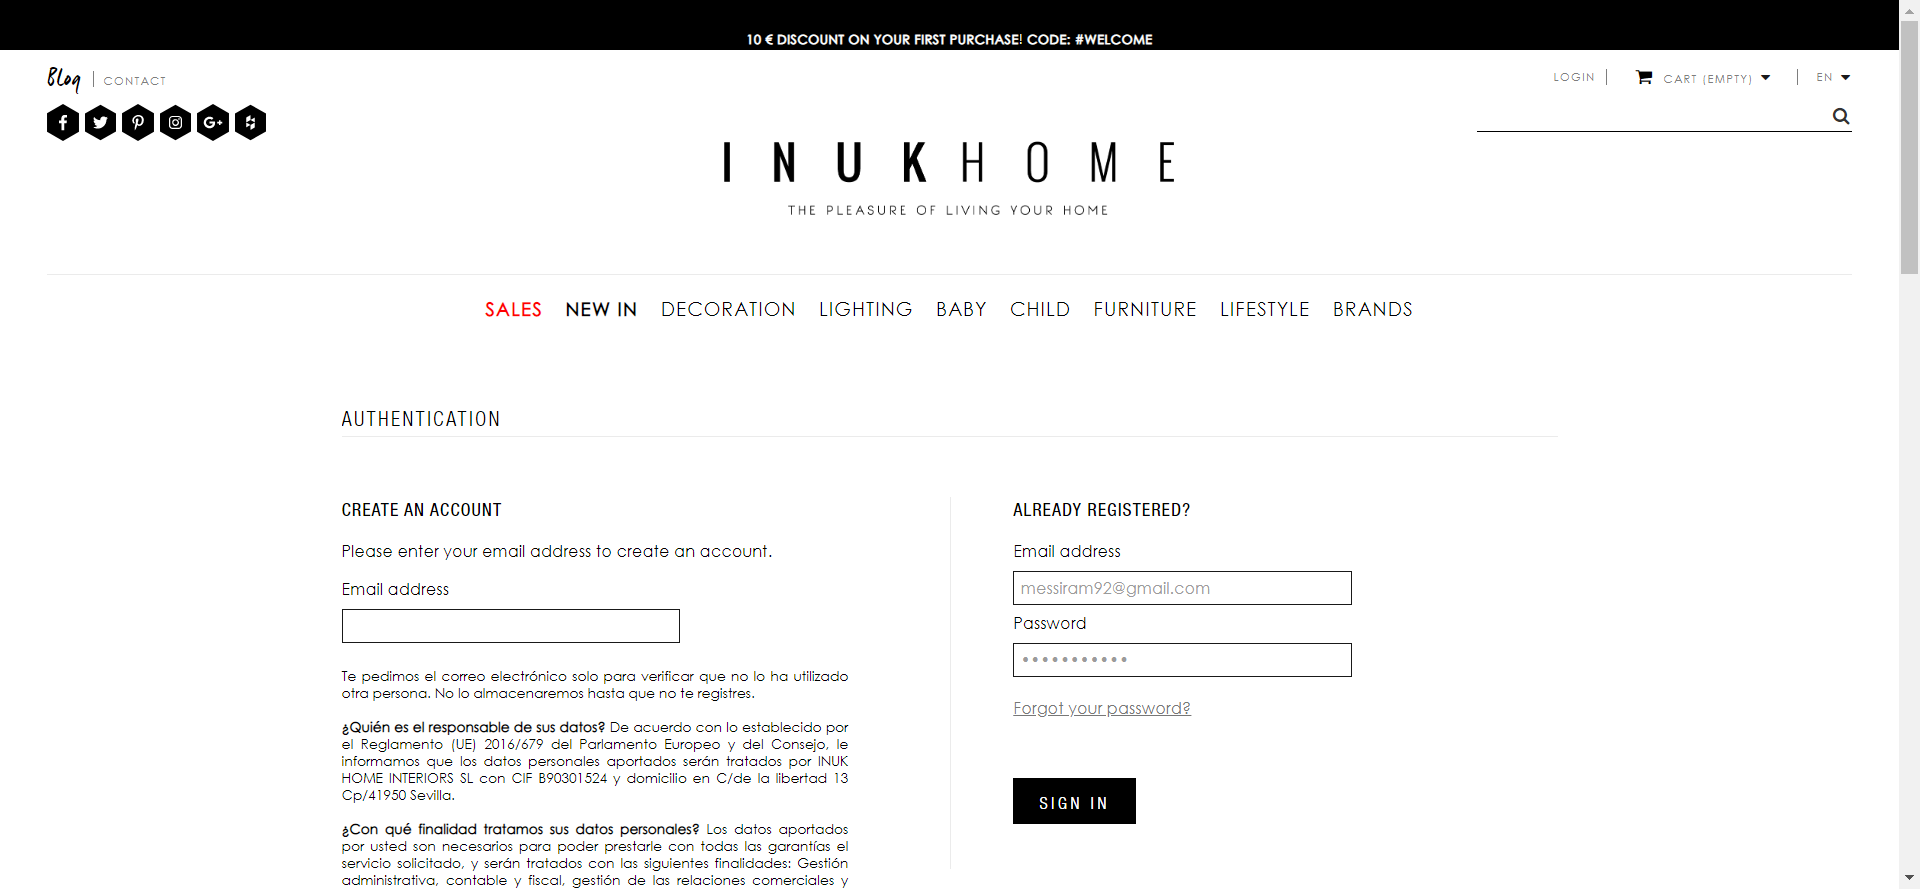 10 € DISCOUNT ON YOUR FIRST PURCHASE! CODE: #WELCOME
Blog
CONTACT
LOGIN
CART (EMPTY)
EN
INUKHOME
THE PLEASURE OF LIVING YOUR HOME
SALES NEW IN DECORATION LIGHTING BABY CHILD FURNITURE LIFESTYLE BRANDS
AUTHENTICATION
CREATE AN ACCOUNT
Please enter your email address to create an account.
Email address
Te pedimos el correo electrónico solo para verificar que no lo ha utilizado
otra persona. No lo almacenaremos hasta que no te registres.
¿Quién es el responsable de sus datos? De acuerdo con lo establecido por
el Reglamento (UE) 2016/679 del Parlamento Europeo y del Consejo, le
informamos que los datos personales aportados serán tratados por INUK
HOME INTERIORS SL con CIF B90301524 y domicilio en C/de la libertad 13
Cp/41950 Sevilla.
¿Con qué finalidad tratamos sus datos personales? Los datos aportados
por usted son necesarios para poder prestarle con todas las garantías el
servicio solicitado, y serán tratados con las siguientes finalidades: Gestión
administrativa, contable y fiscal, gestión de las relaciones comerciales y
ALREADY REGISTERED?
Email address
messiram92@gmail.com
Password
Forgot your password?
SIGN IN